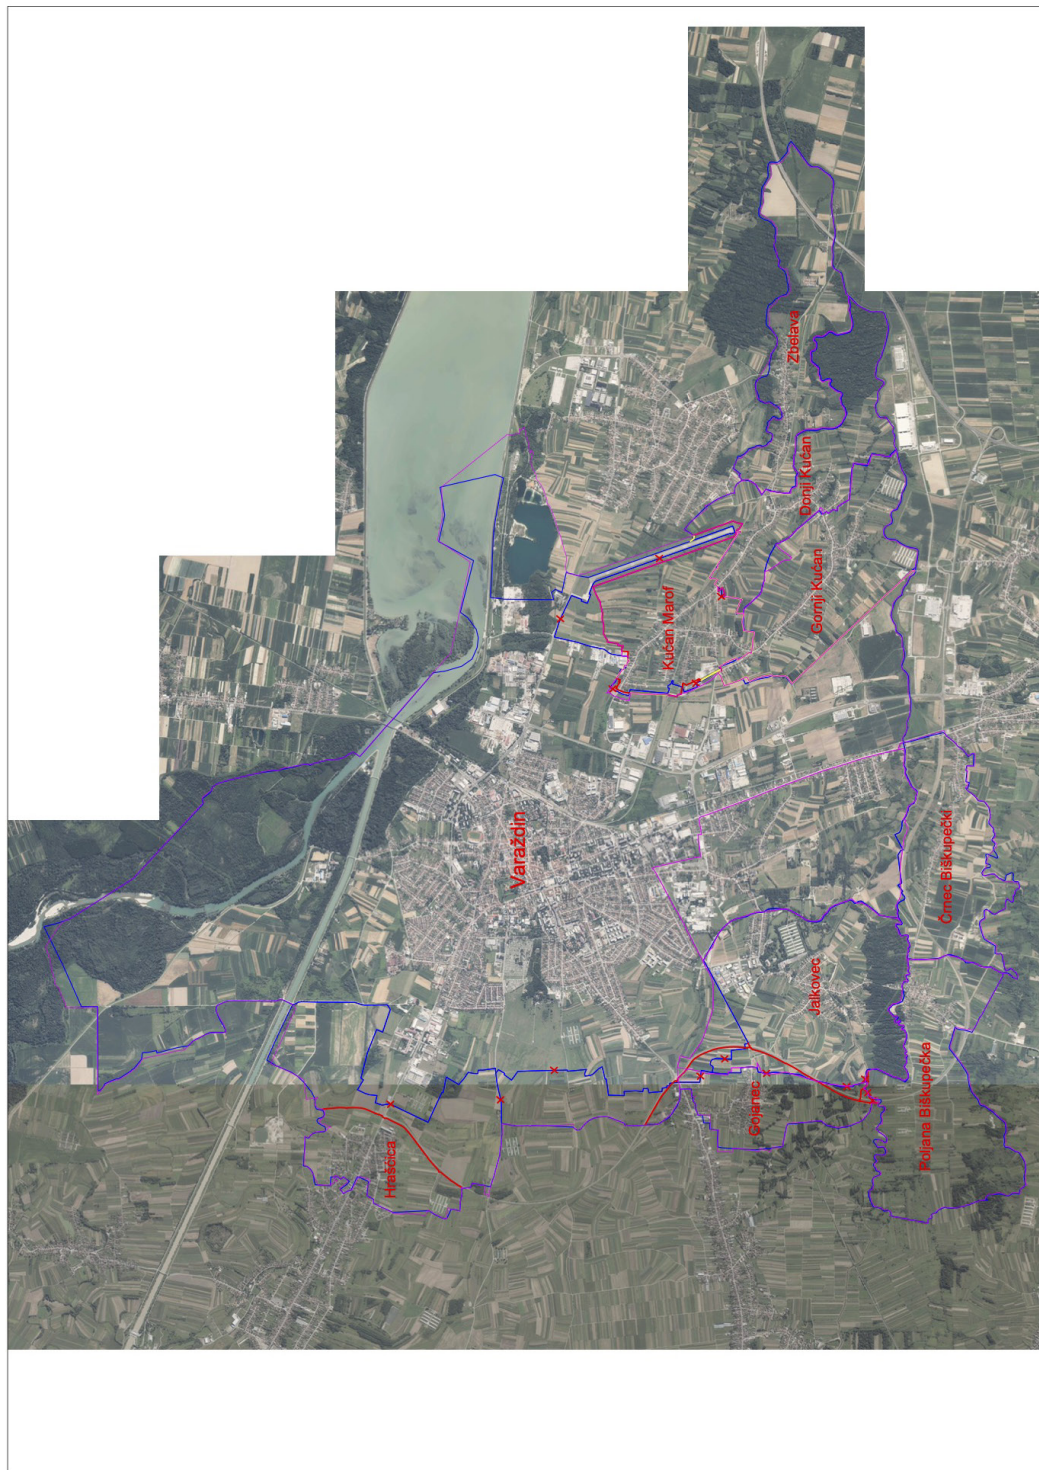 Hrašćica
Varaždin
Kućan Marof
Gojanec
Zbelava
Donji Kućan
Jalkovec
Gornji Kućan
Poljana Biškupečka
Črnec Biškupečki